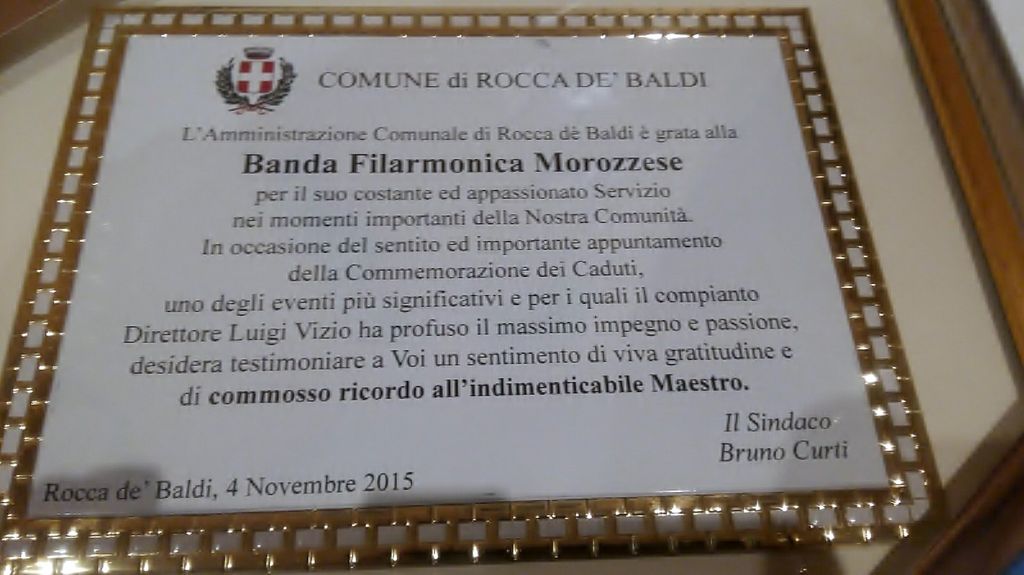 COMUNE di ROCCA DE' BALDI
L'Amministrazione Comunale di Rocca dè Baldi è grata alla
Banda Filarmonica Morozzese
per il suo costante ed appassionato Servizio
nei momenti importanti della Nostra Comunità.
In occasione del sentito ed importante appuntamento
della Commemorazione dei Caduti,
uno degli eventi più significativi e per i quali il compianto
Direttore Luigi Vizio ha profuso il massimo impegno e passione,
desidera testimoniare a Voi un sentimento di viva gratitudine e
di commosso ricordo all'indimenticabile Maestro.
Il Sindaco
Bruno Curti
Rocca de' Baldi, 4 Novembre 2015